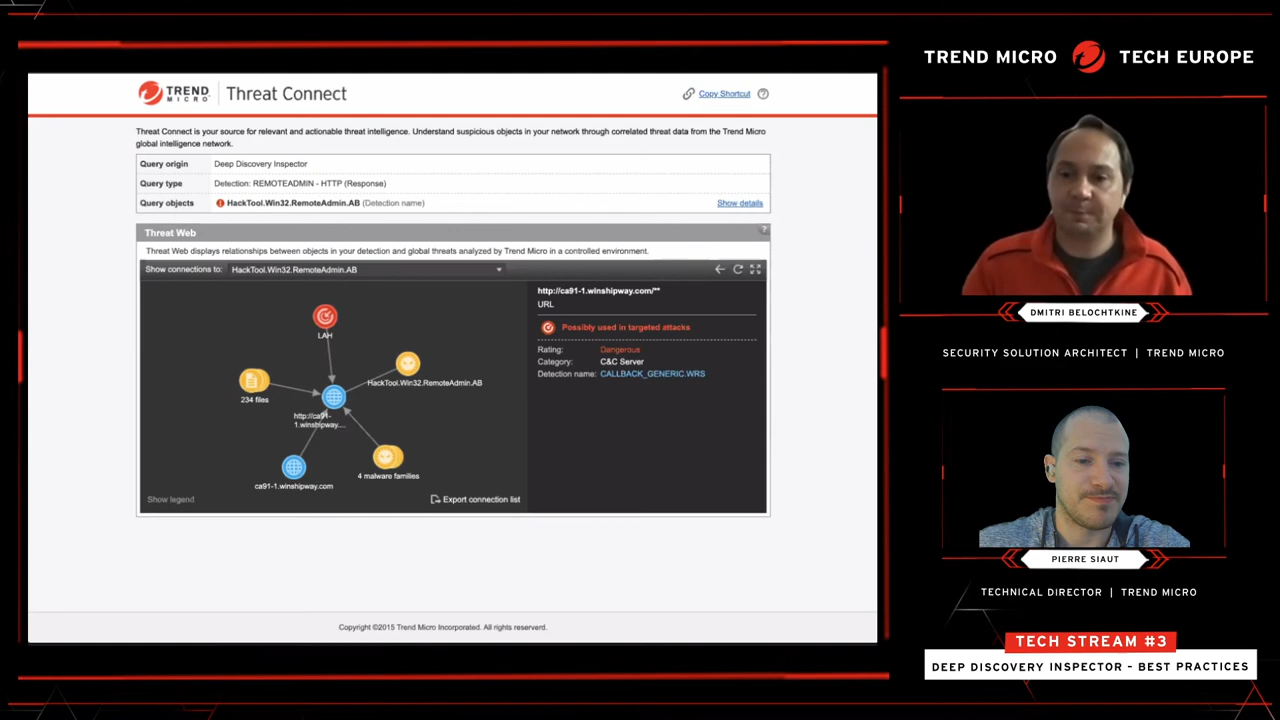 TREND MICRO TECH EUROPE
TREND MICRO Threat Connect
Copy Shortcut ?
Threat Connect is your source for relevant and actionable threat intelligence. Understand suspicious objects in your network through correlated threat data from the Trend Micro
global intelligence network.
Query origin Deep Discovery Inspector
Query type Detection: REMOTEADMIN - HTTP (Response)
Query objects HackTool.Win32.RemoteAdmin.AB (Detection name) Show details
Threat Web ?
Threat Web displays relationships between objects in your detection and global threats analyzed by Trend Micro in a controlled environment.
Show connections to: HackTool.Win32.RemoteAdmin.AB
LAH
HackTool.Win32.RemoteAdmin.AB
234 files
http://ca91-
1.winshipway....
ca91-1.winshipway.com
4 malware families
Show legend
Export connection list
http://ca91-1.winshipway.com/**
URL
Possibly used in targeted attacks
Rating: Dangerous
Category: C&C Server
Detection name: CALLBACK_GENERIC.WRS
Copyright ©2015 Trend Micro Incorporated. All rights reserverd.
DMITRI BELOCHTKINE
SECURITY SOLUTION ARCHITECT | TREND MICRO
PIERRE SIAUT
TECHNICAL DIRECTOR | TREND MICRO
TECH STREAM #3
DEEP DISCOVERY INSPECTOR – BEST PRACTICES